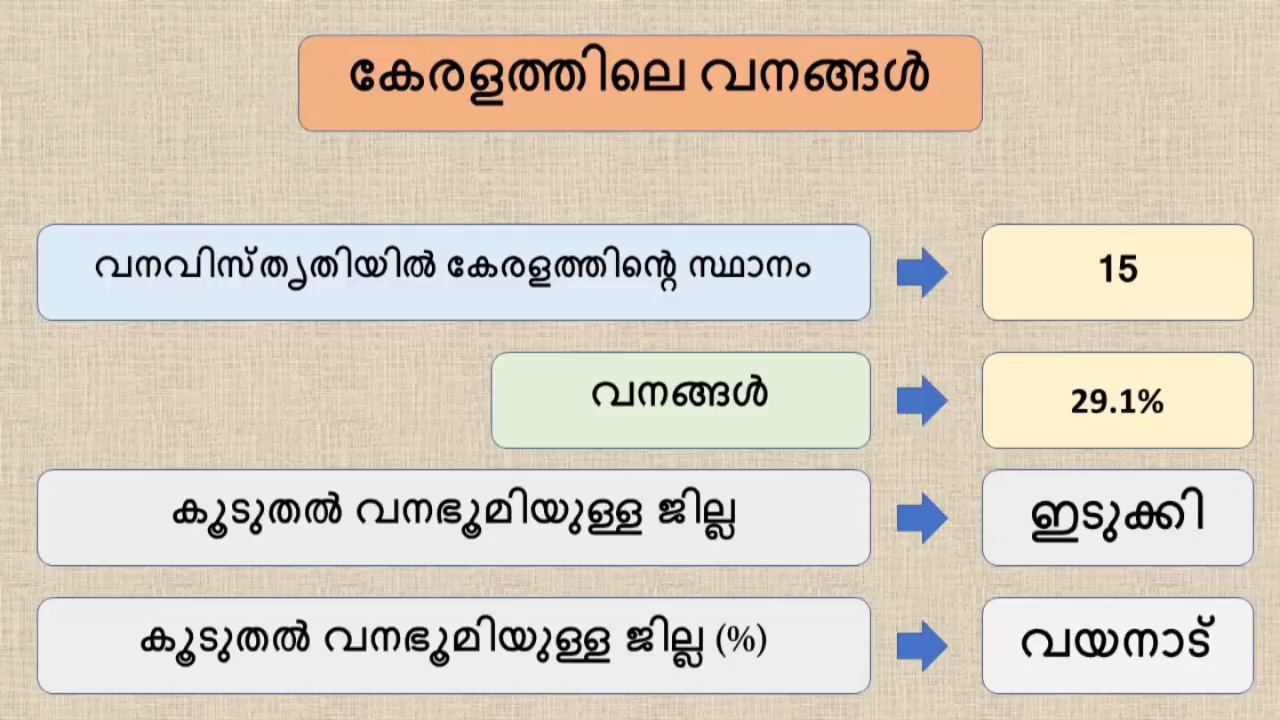 കേരളത്തിലെ വനങ്ങൾ
വനവിസ്തൃതിയിൽ കേരളത്തിന്റെ സ്ഥാനം 15
വനങ്ങൾ 29.1%
കൂടുതൽ വനഭൂമിയുള്ള ജില്ല ഇടുക്കി
കൂടുതൽ വനഭൂമിയുള്ള ജില്ല (%) വയനാട്